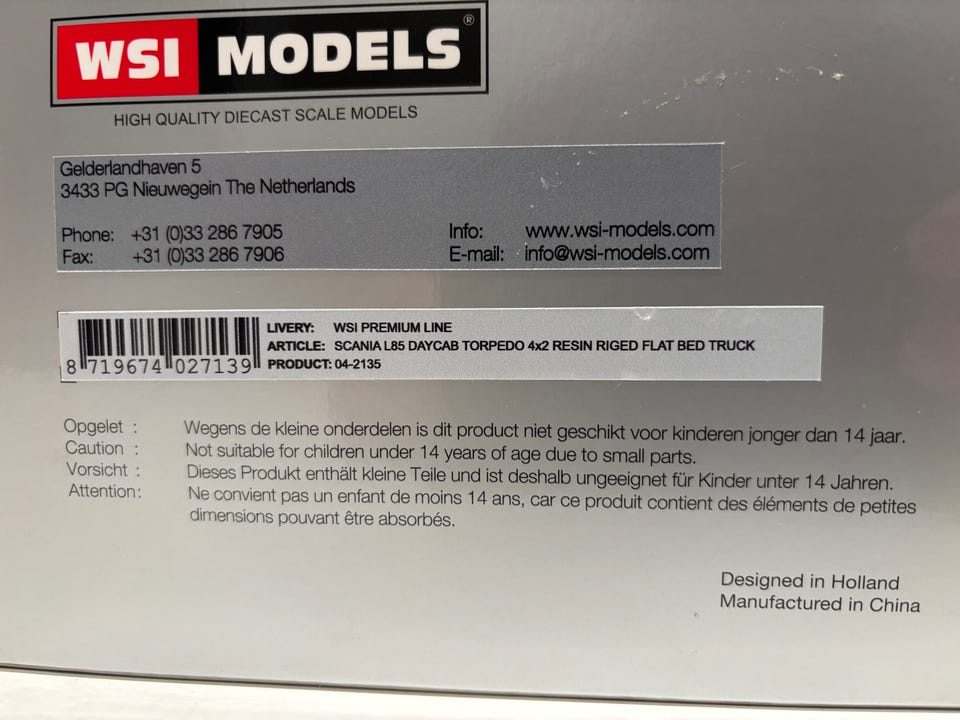 WSI MODELS ®
HIGH QUALITY DIECAST SCALE MODELS
Gelderlandhaven 5
3433 PG Nieuwegein The Netherlands
Phone: +31 (0)33 286 7905 Info: www.wsi-models.com
Fax: +31 (0)33 286 7906 E-mail: info@wsi-models.com
LIVERY: WSI PREMIUM LINE
ARTICLE: SCANIA L85 DAYCAB TORPEDO 4x2 RESIN RIGED FLAT BED TRUCK
8 719674 027139 PRODUCT: 04-2135
Opgelet : Wegens de kleine onderdelen is dit product niet geschikt voor kinderen jonger dan 14 jaar.
Caution : Not suitable for children under 14 years of age due to small parts.
Vorsicht : Dieses Produkt enthält kleine Teile und ist deshalb ungeeignet für Kinder unter 14 Jahren.
Attention: Ne convient pas un enfant de moins 14 ans, car ce produit contient des éléments de petites
dimensions pouvant être absorbés.
Designed in Holland
Manufactured in China